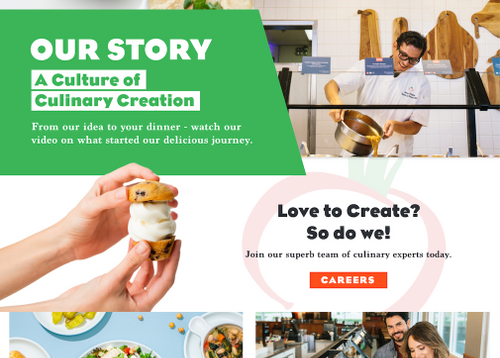 OUR STORY
A Culture of
Culinary Creation
From our idea to your dinner - watch our
video on what started our delicious journey.
Love to Create?
So do we!
Join our superb team of culinary experts today.
CAREERS